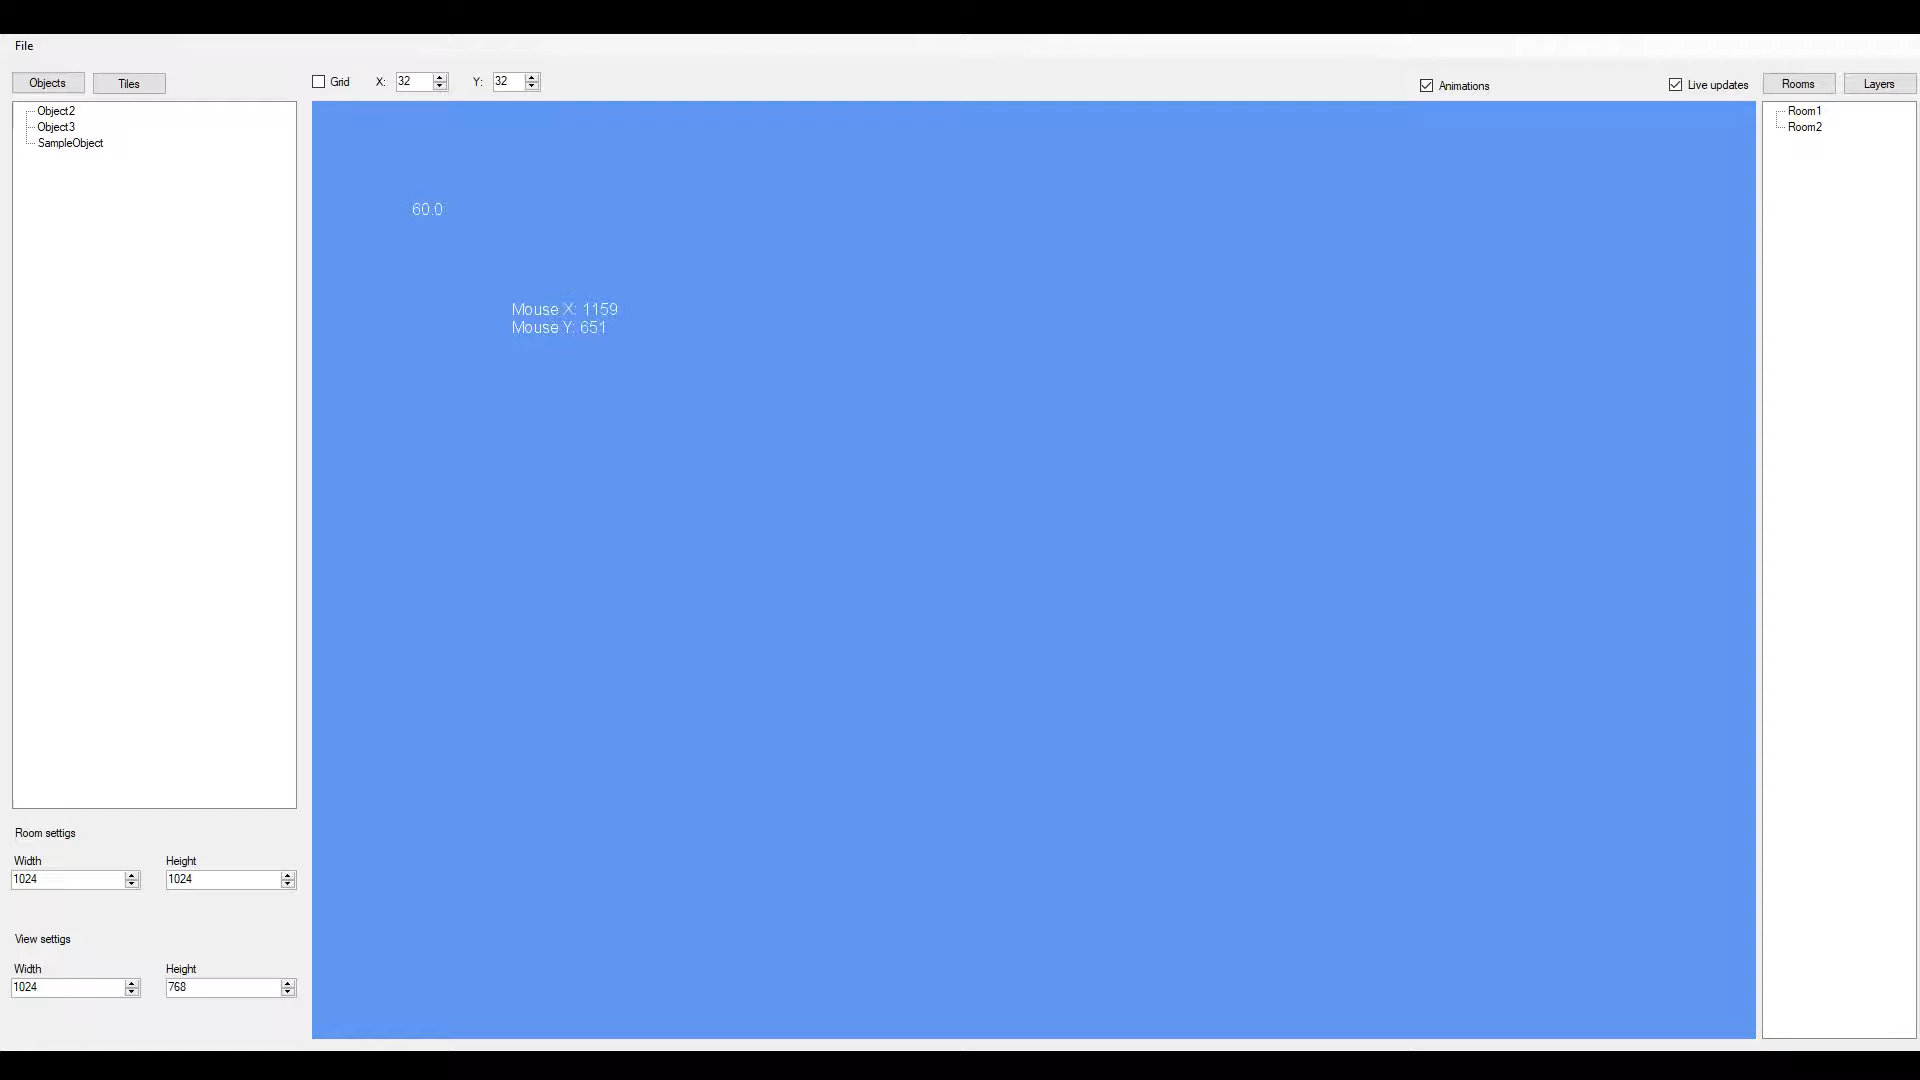 File
Objects
Tiles
Grid
X:
32
Y:
32
Animations
Live updates
Rooms
Layers
Object2
Object3
SampleObject
60.0
Mouse X: 1159
Mouse Y: 651
Room1
Room2
Room settigs
Width
Height
1024
1024
View settigs
Width
Height
1024
768